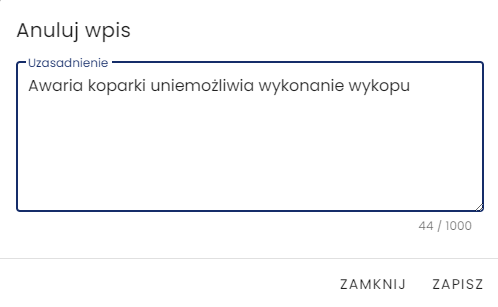 Anuluj wpis
Uzasadnienie
Awaria koparki uniemożliwia wykonanie wykopu
44 / 1000
ZAMKNIJ ZAPISZ